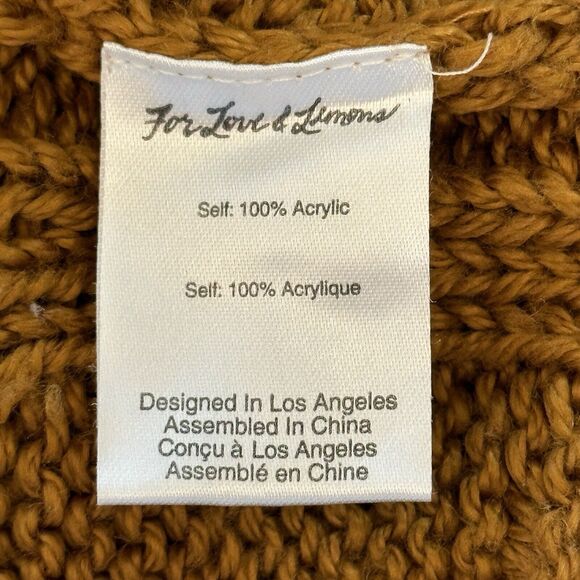 For Love & Lemons
Self: 100% Acrylic
Self: 100% Acrylique
Designed In Los Angeles
Assembled In China
Conçu à Los Angeles
Assemblé en Chine